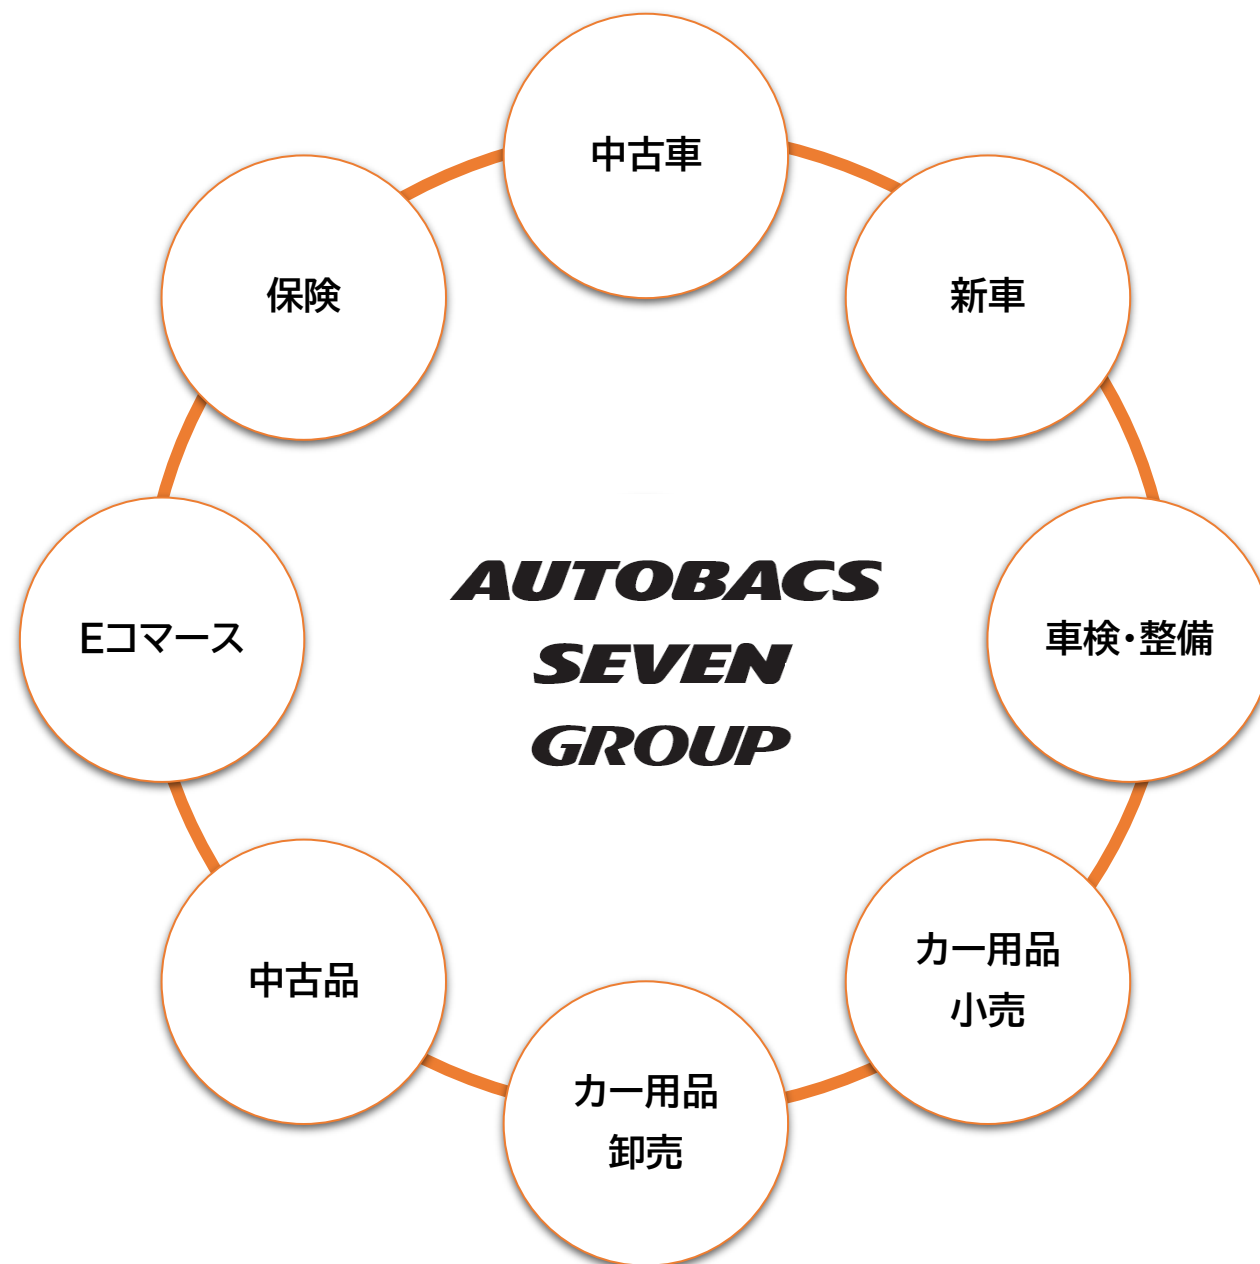 中古車
保険
新車
AUTOBACS
SEVEN
GROUP
Eコマース
車検・整備
カー用品
小売
中古品
カー用品
卸売